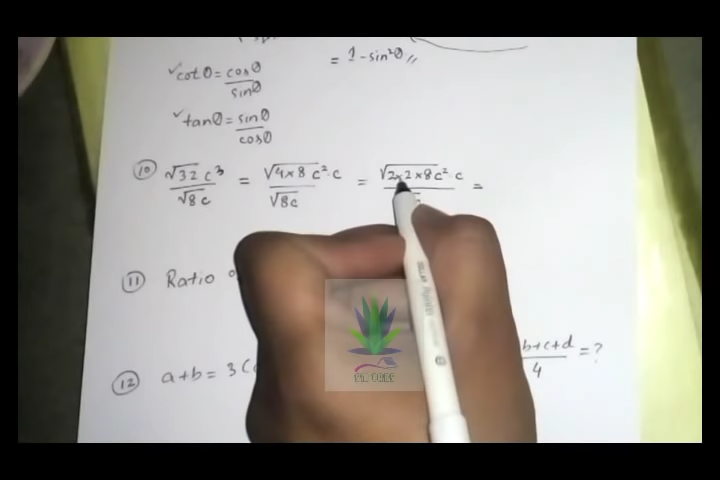 = 1 - sin²θ //
✓cotθ = cosθ/sinθ
✓tanθ = sinθ/cosθ
⑩ √32 c³/√8c = √4×8 c²·c/√8c = √2×2×8c²·c =
⑪ Ratio
⑫ a+b = 3 b+c+d/4 = ?